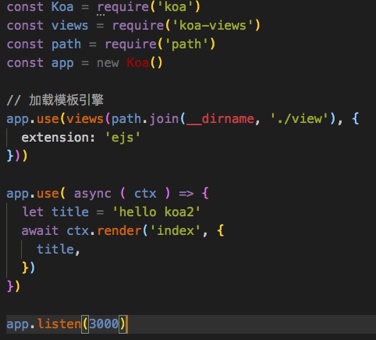 const Koa = require('koa')
const views = require('koa-views')
const path = require('path')
const app = new Koa()
// 加载模板引擎
app.use(views(path.join(__dirname, './view'), {
extension: 'ejs'
}))
app.use( async ( ctx ) => {
let title = 'hello koa2'
await ctx.render('index', {
title,
})
})
app.listen(3000)